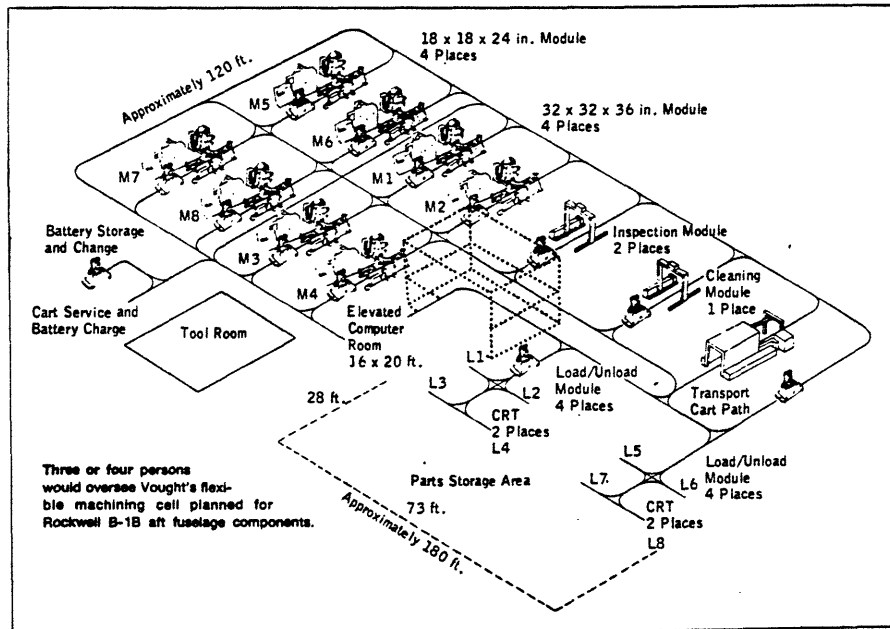 18 x 18 x 24 in. Module
4 Places
Approximately 120 ft.
M5
32 x 32 x 36 in. Module
4 Places
M6
M7
M1
M8
M2
Battery Storage
and Change
M3
Inspection Module
2 Places
M4
Cleaning
Module
1 Place
Cart Service and
Battery Charge
Tool Room
Elevated
Computer
Room
16 x 20 ft.
L1
L2
L3
Load/Unload
Module
4 Places
Transport
Cart Path
28 ft.
CRT
2 Places
L4
L5
L6
L7
Load/Unload
Module
4 Places
Parts Storage Area
73 ft.
CRT
2 Places
L8
Approximately 180 ft.
Three or four persons
would oversee Vought's flexi-
ble machining cell planned for
Rockwell B-1B aft fuselage components.